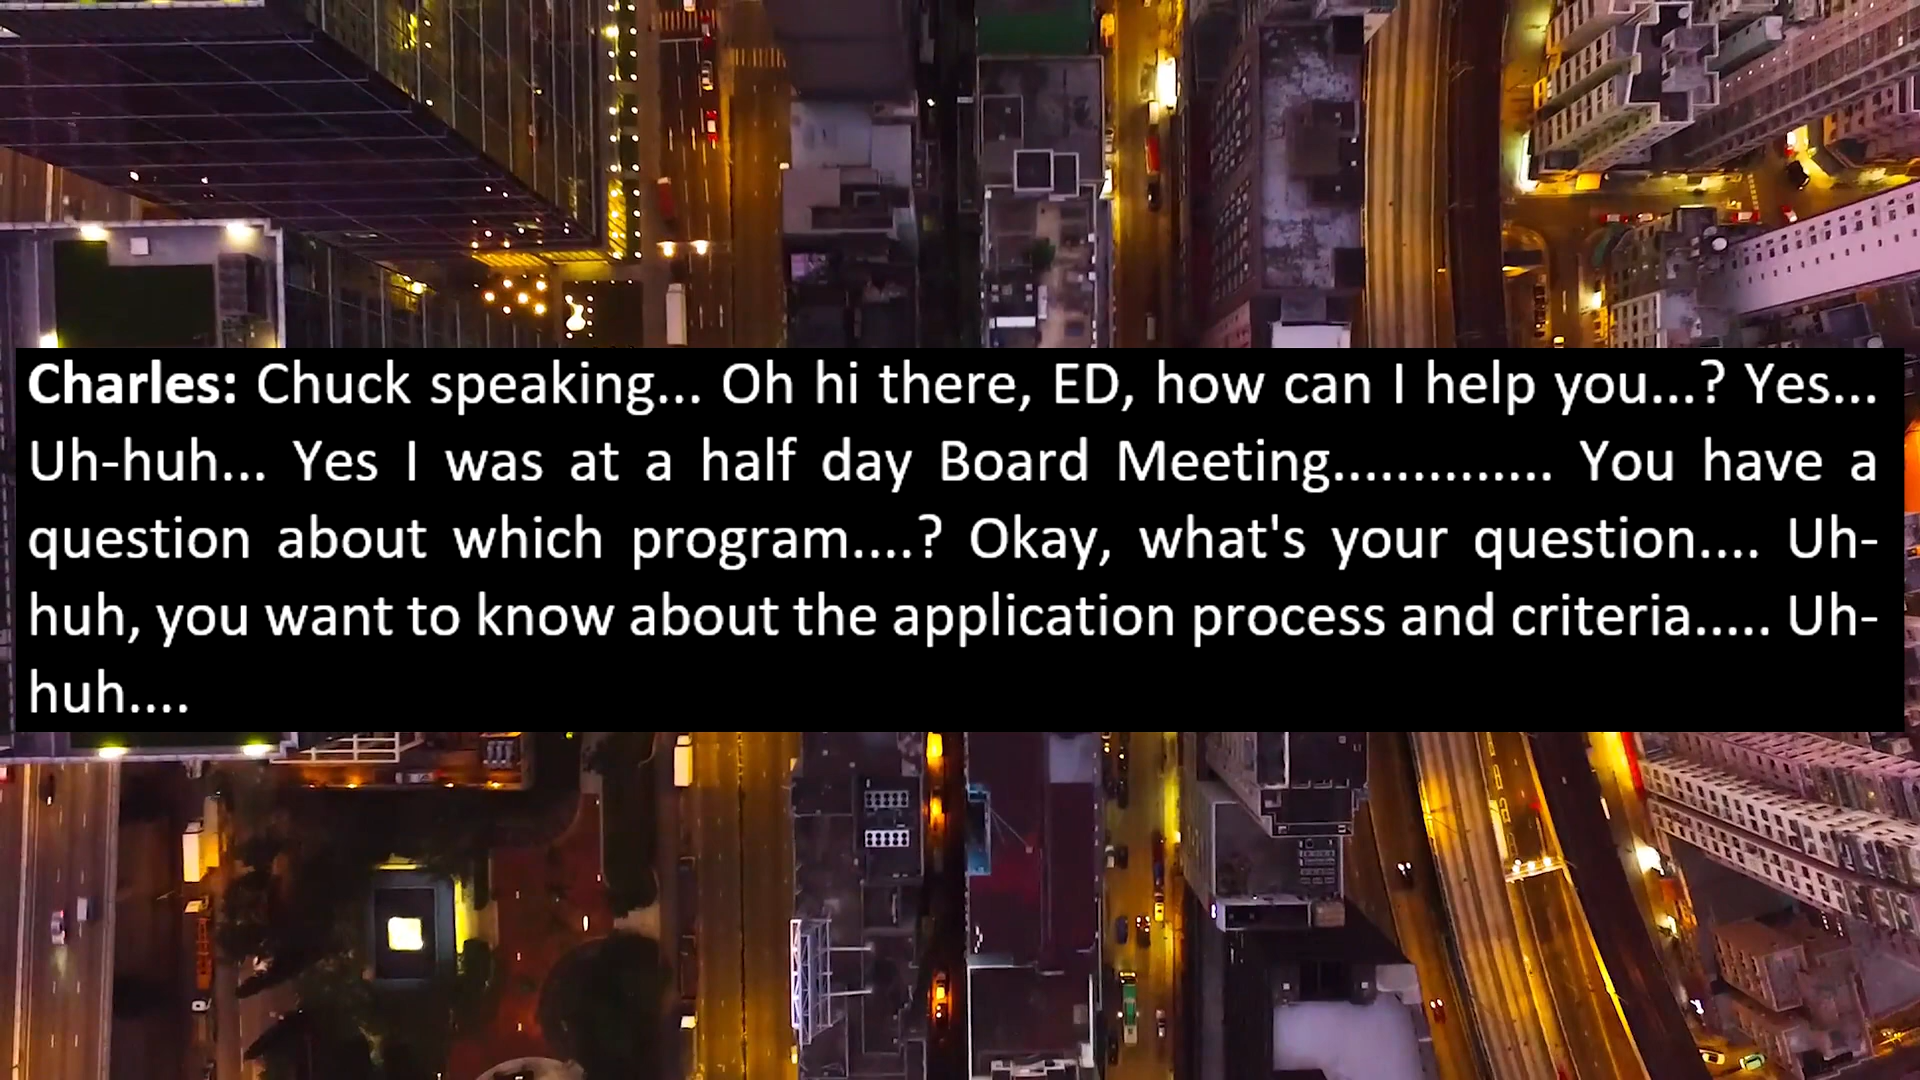 Charles: Chuck speaking... Oh hi there, ED, how can I help you...? Yes...
Uh-huh... Yes I was at a half day Board Meeting.............. You have a
question about which program....? Okay, what's your question.... Uh-
huh, you want to know about the application process and criteria..... Uh-
huh....